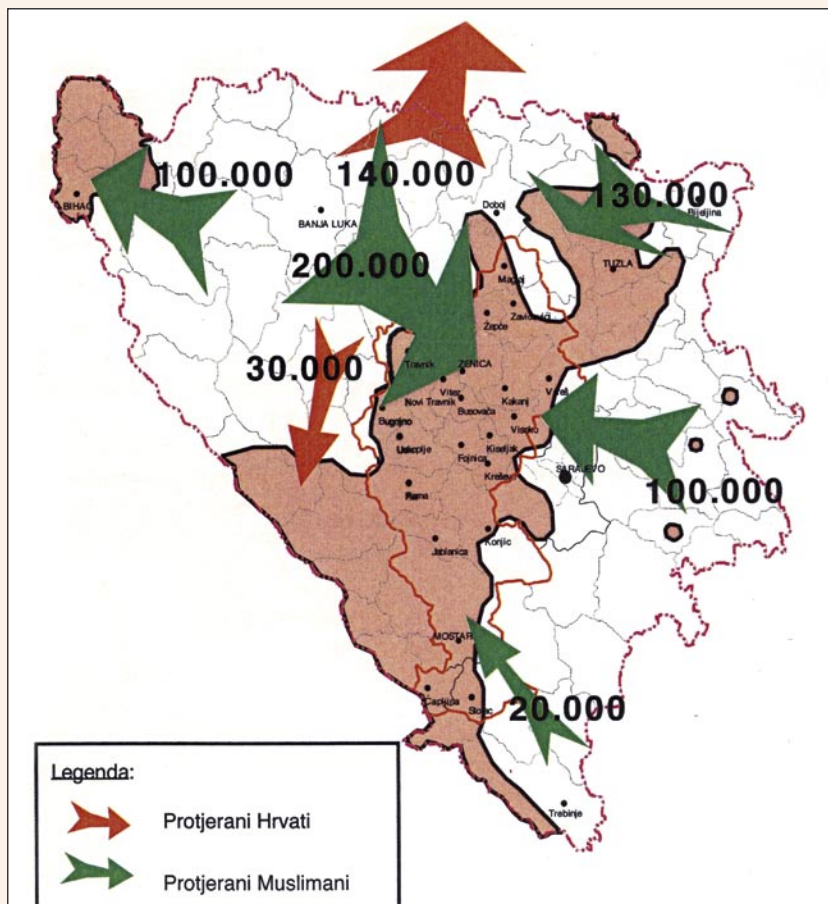 140.000
100.000
130.000
BIHAĆ
BANJA LUKA
Doboj
Bijeljina
200.000
TUZLA
Maglaj
Zavidovići
Žepče
30.000
Travnik
ZENICA
Vitez
Novi Travnik
Kakanj
Busovača
Visoko
Bugojno
Fojnica
Kiseljak
Kreševo
SARAJEVO
100.000
Rama
Konjic
Jablanica
MOSTAR
Čapljina
Stolac
20.000
Trebinje
Legenda:
Protjerani Hrvati
Protjerani Muslimani